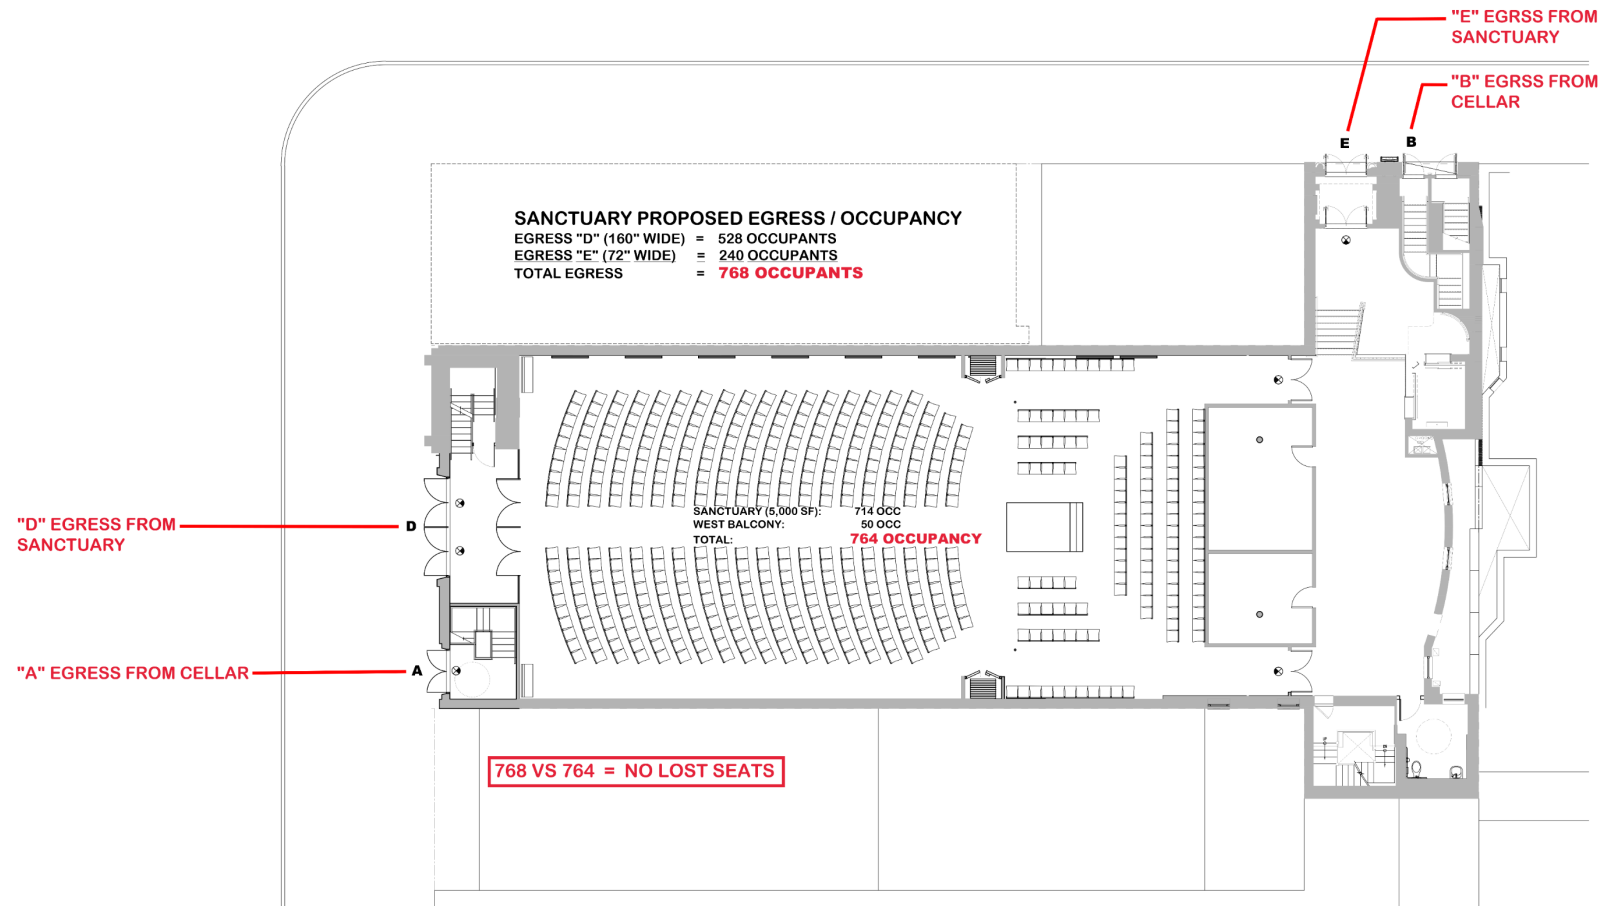 "E" EGRSS FROM
SANCTUARY
"B" EGRSS FROM
CELLAR
E
B
SANCTUARY PROPOSED EGRESS / OCCUPANCY
EGRESS "D" (160" WIDE) = 528 OCCUPANTS
EGRESS "E" (72" WIDE) = 240 OCCUPANTS
TOTAL EGRESS = 768 OCCUPANTS
SANCTUARY (5,000 SF): 714 OCC
WEST BALCONY: 50 OCC
TOTAL: 764 OCCUPANCY
"D" EGRESS FROM
SANCTUARY
D
"A" EGRESS FROM CELLAR
A
768 VS 764 = NO LOST SEATS